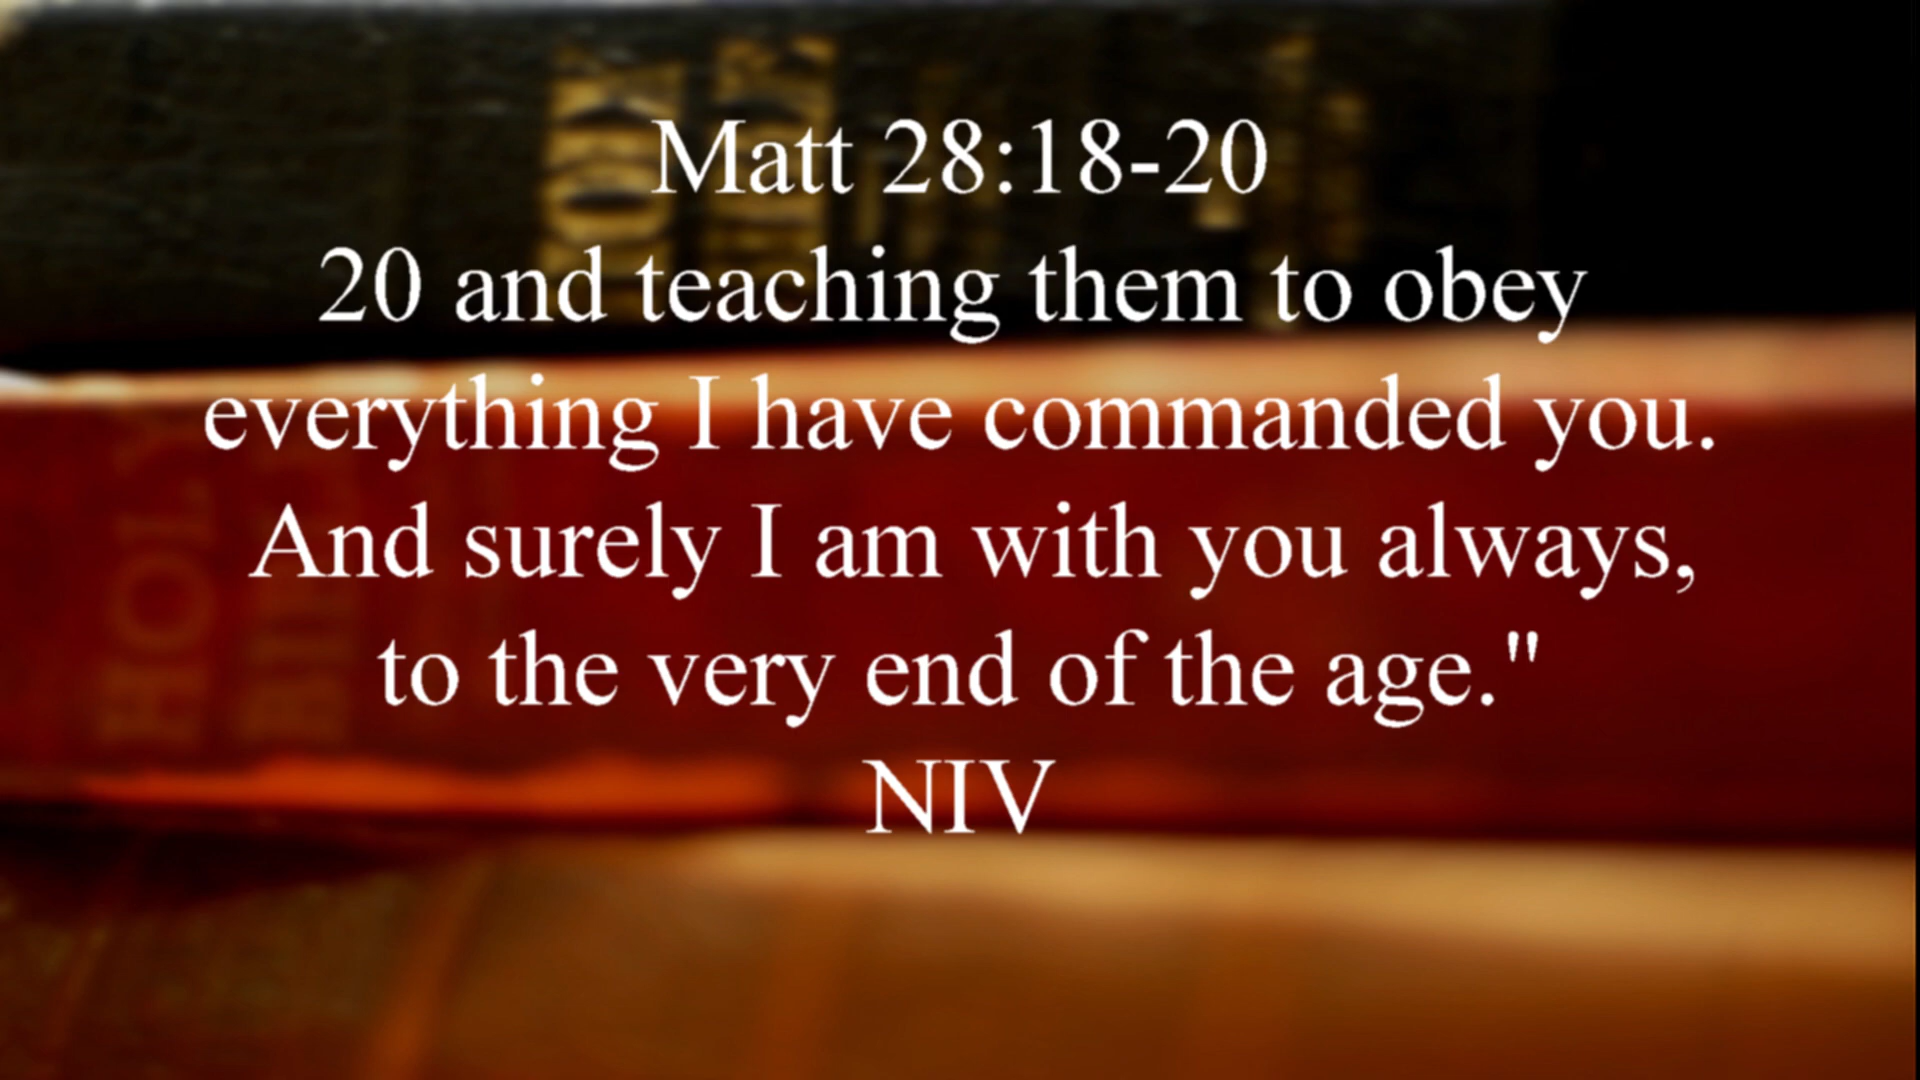 Matt 28:18-20
20 and teaching them to obey
everything I have commanded you.
And surely I am with you always,
to the very end of the age."
NIV
HOLY